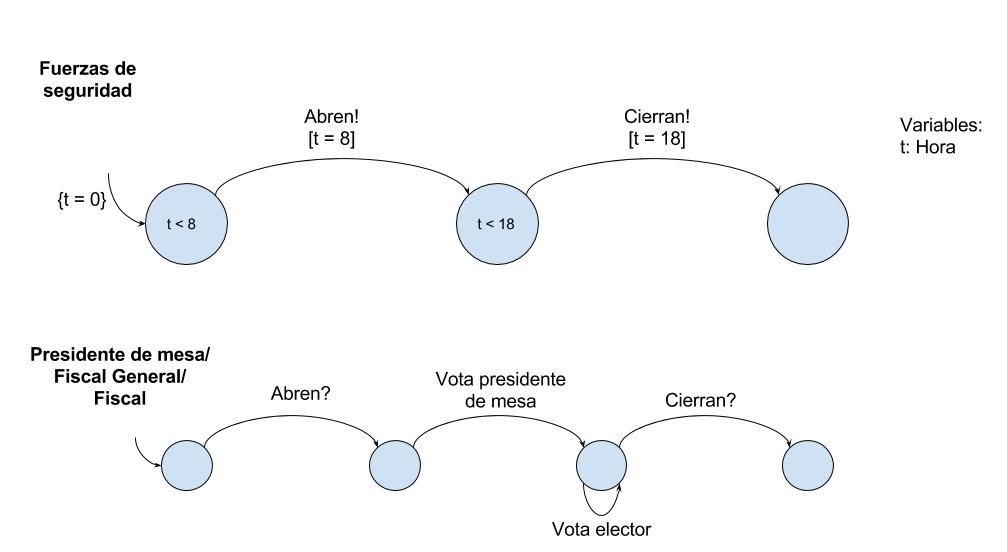 Fuerzas de
seguridad
Abren!
[t = 8]
Cierran!
[t = 18]
Variables:
t: Hora
{t = 0}
t < 8
t < 18
Presidente de mesa/
Fiscal General/
Fiscal
Abren?
Vota presidente
de mesa
Cierran?
Vota elector